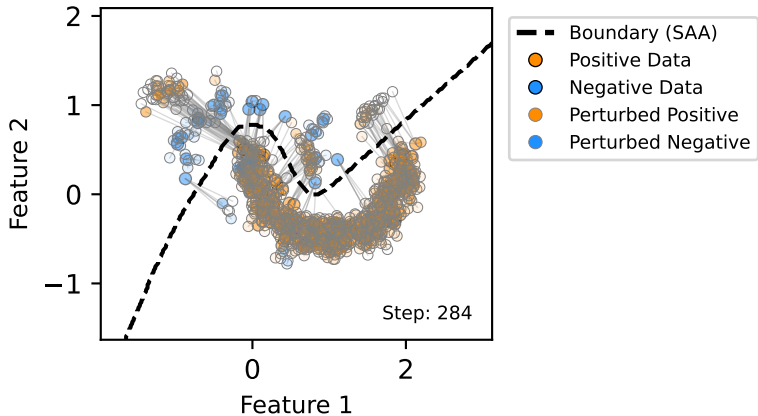 2
1
0
−1
Feature 2
0
2
Feature 1
Step: 284
Boundary (SAA)
Positive Data
Negative Data
Perturbed Positive
Perturbed Negative